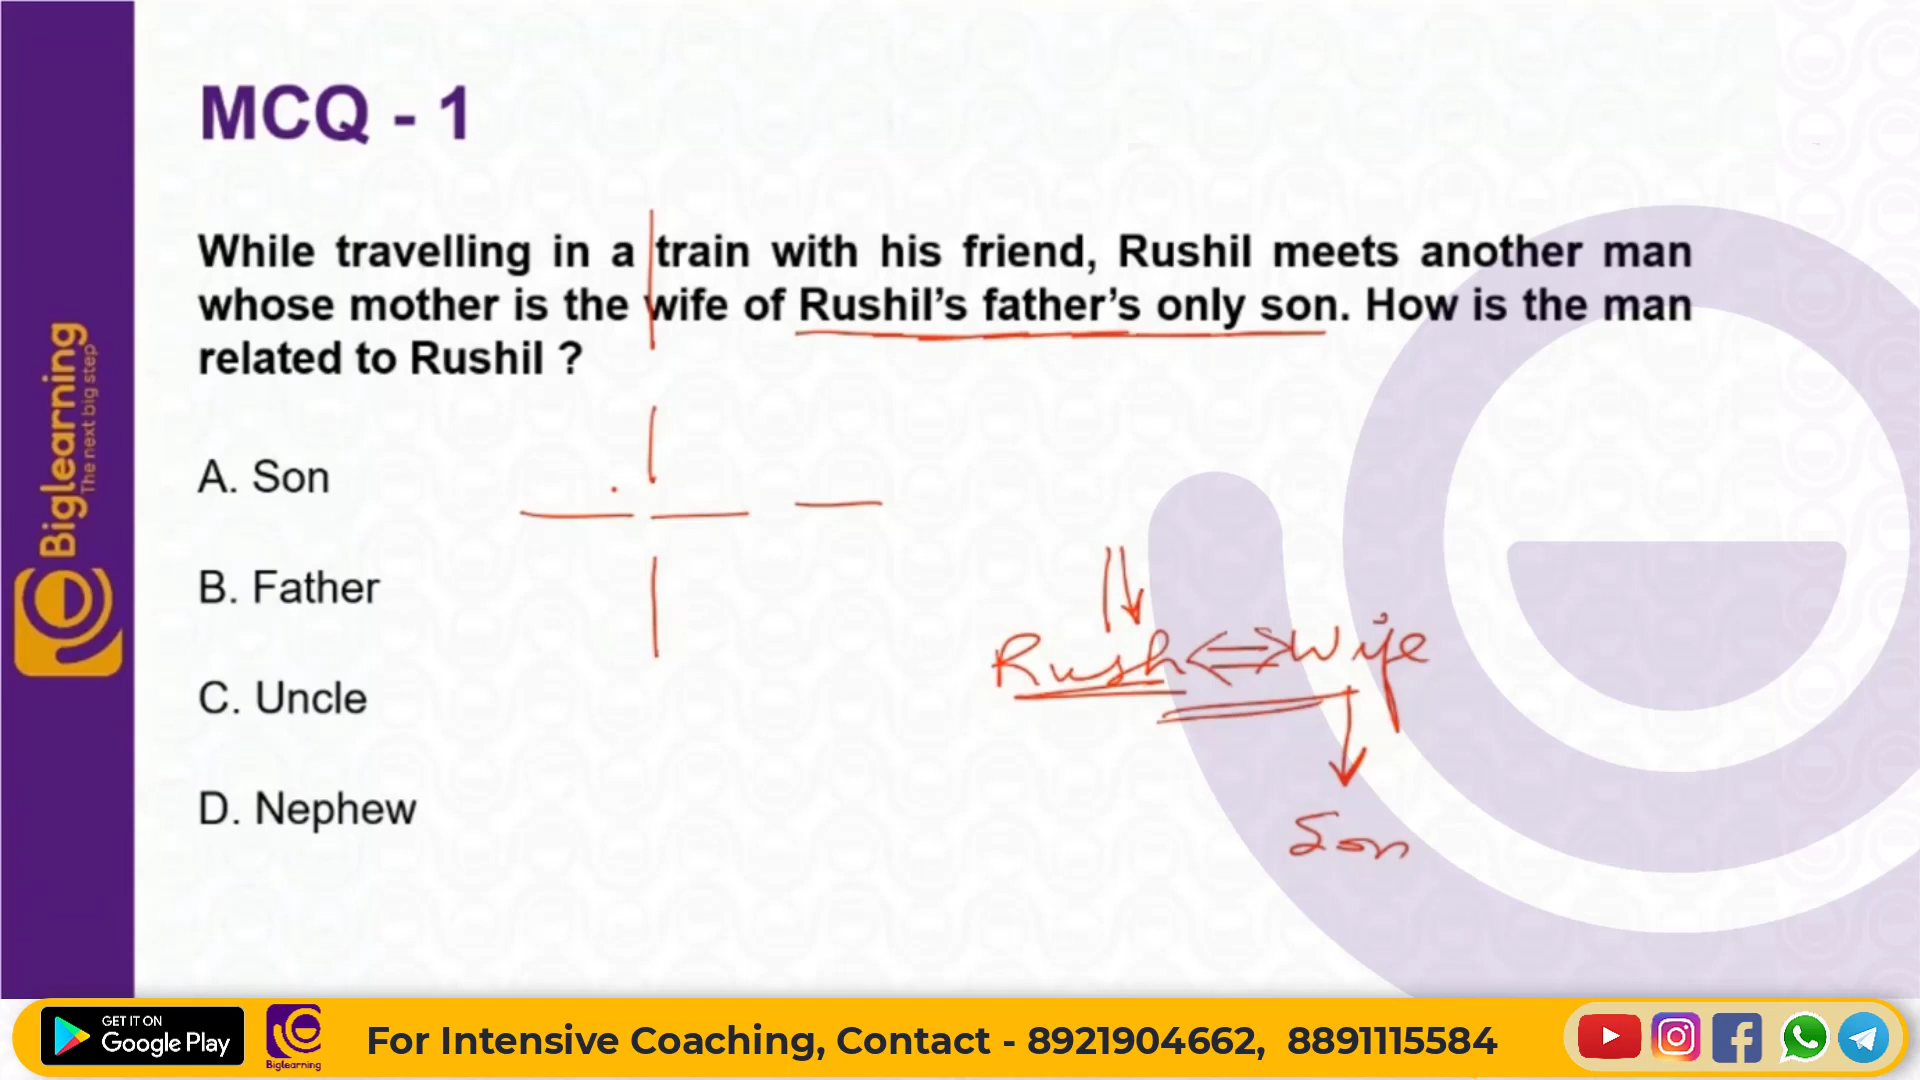 MCQ - 1
While travelling in a train with his friend, Rushil meets another man
whose mother is the wife of Rushil's father's only son. How is the man
related to Rushil ?
A. Son
B. Father
C. Uncle
D. Nephew
Rush ⇔ Wife
Son
Biglearning
The next big step
GET IT ON
Google Play
Biglearning
For Intensive Coaching, Contact - 8921904662, 8891115584